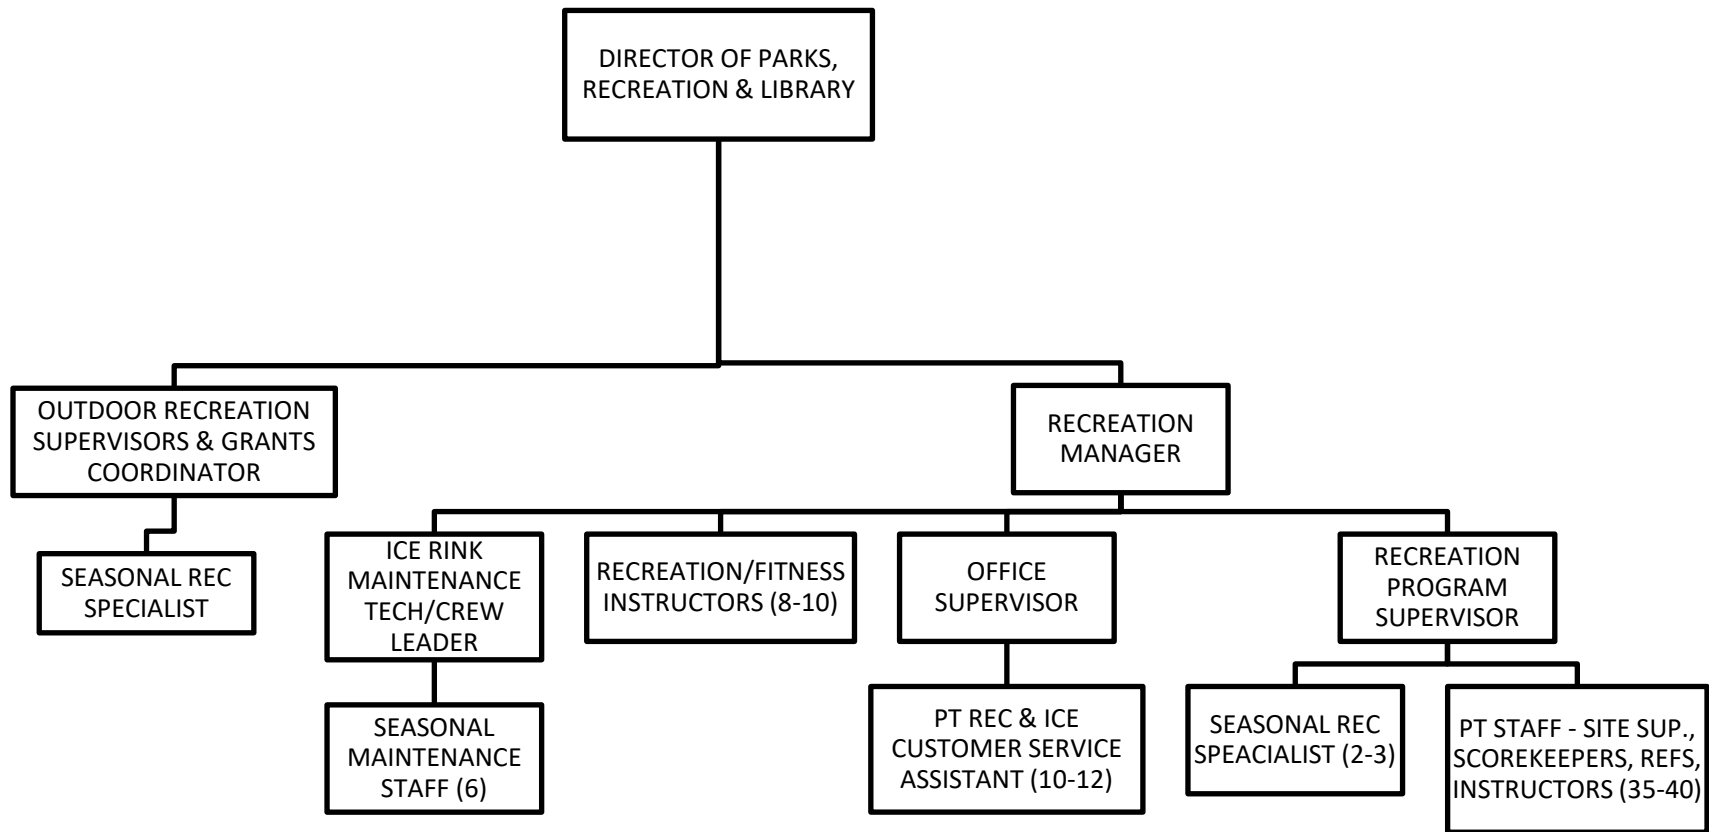 DIRECTOR OF PARKS,
RECREATION & LIBRARY
OUTDOOR RECREATION
SUPERVISORS & GRANTS
COORDINATOR
RECREATION
MANAGER
SEASONAL REC
SPECIALIST
ICE RINK
MAINTENANCE
TECH/CREW
LEADER
RECREATION/FITNESS
INSTRUCTORS (8-10)
OFFICE
SUPERVISOR
RECREATION
PROGRAM
SUPERVISOR
SEASONAL
MAINTENANCE
STAFF (6)
PT REC & ICE
CUSTOMER SERVICE
ASSISTANT (10-12)
SEASONAL REC
SPEACIALIST (2-3)
PT STAFF - SITE SUP.,
SCOREKEEPERS, REFS,
INSTRUCTORS (35-40)